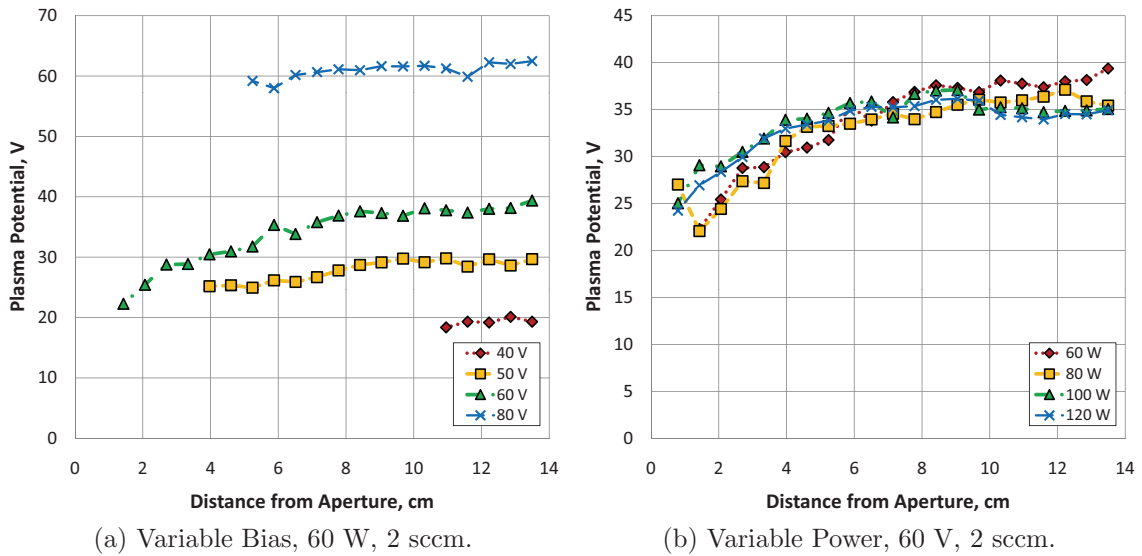 70
60
50
40
30
20
10
0
Plasma Potential, V
40 V
50 V
60 V
80 V
0 2 4 6 8 10 12 14
Distance from Aperture, cm
(a) Variable Bias, 60 W, 2 sccm.
45
40
35
30
25
20
15
10
5
0
Plasma Potential, V
60 W
80 W
100 W
120 W
0 2 4 6 8 10 12 14
Distance from Aperture, cm
(b) Variable Power, 60 V, 2 sccm.